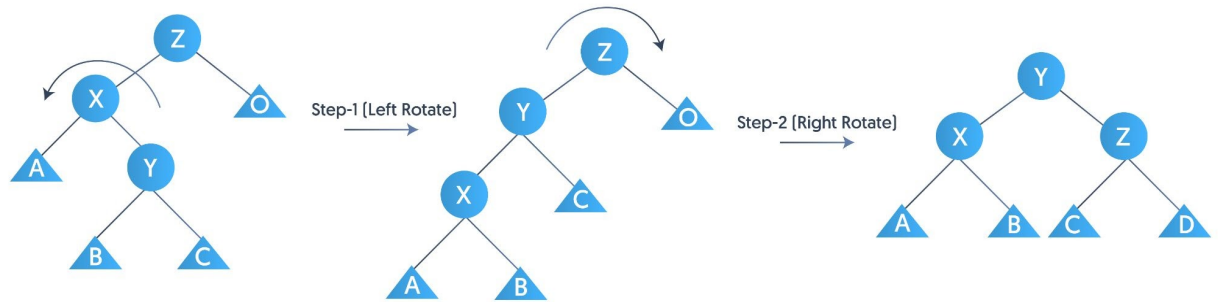 Z
X
O
A
Y
B
C
Step-1 (Left Rotate)
Z
Y
O
X
C
A
B
Step-2 (Right Rotate)
Y
X
Z
A
B
C
D